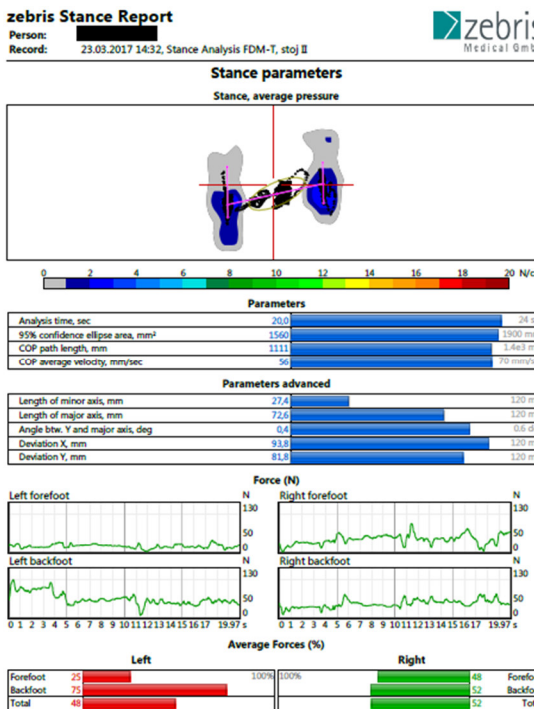 zebris Stance Report
zebris
Medical Gmb
Person:
Record: 23.03.2017 14:32, Stance Analysis FDM-T, stoj II
Stance parameters
Stance, average pressure
0 2 4 6 8 10 12 14 16 18 20 N/c
Parameters
Analysis time, sec 20,0 24 s
95% confidence ellipse area, mm² 1560 1900 m
COP path length, mm 1111 1.4e3 m
COP average velocity, mm/sec 56 70 mm/s
Parameters advanced
Length of minor axis, mm 27,4 120 m
Length of major axis, mm 72,6 120 m
Angle btw. Y and major axis, deg 0,4 0.6 d
Deviation X, mm 93,8 120 m
Deviation Y, mm 81,8 120 m
Force (N)
Left forefoot N Right forefoot N
130 130
50 50
0 0
Left backfoot N Right backfoot N
130 130
50 50
0 0
0 1 2 3 4 5 6 7 8 9 10 11 12 13 14 15 16 17 18 19.97 s 0 1 2 3 4 5 6 7 8 9 10 11 12 13 14 15 16 17 18 19.97 s
Average Forces (%)
Left Right
Forefoot 25 100% 100% 48 Forefo
Backfoot 75 52 Backfo
Total 48 52 Tot